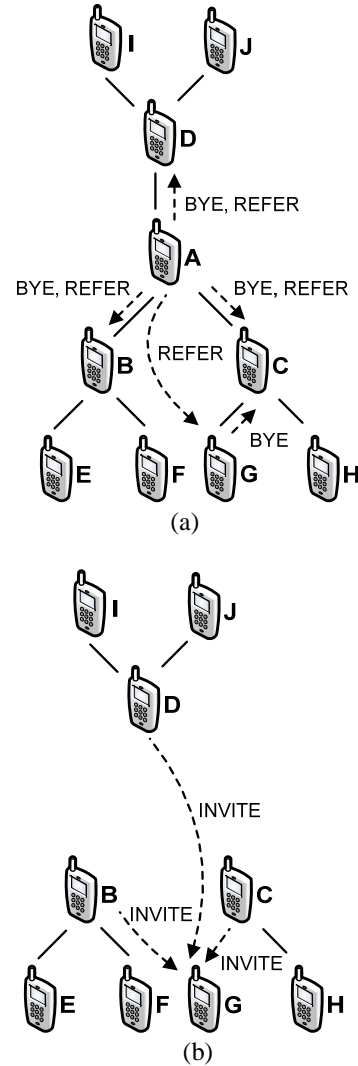 I
J
D
BYE, REFER
A
BYE, REFER
BYE, REFER
B
REFER
C
BYE
E
F
G
H
(a)
I
J
D
INVITE
B
C
INVITE
INVITE
E
F
G
H
(b)